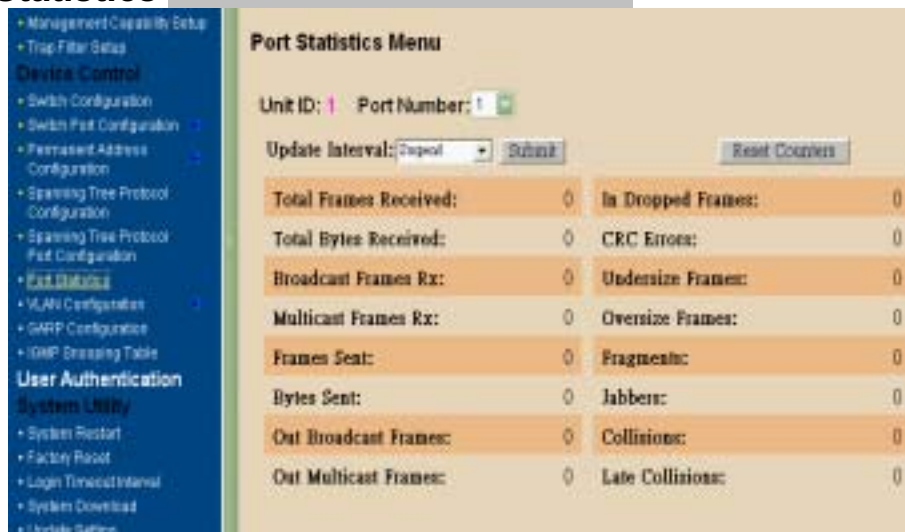 Statistics
• Management Capability Setup
• Trap Filter Setup
Device Control
• Switch Configuration
• Switch Port Configuration
• Permanent Address
Configuration
• Spanning Tree Protocol
Configuration
• Spanning Tree Protocol
Port Configuration
• Port Statistics
• VLAN Configuration
• GARP Configuration
• IGMP Snooping Table
User Authentication
System Utility
• System Restart
• Factory Reset
• Login Timeout Interval
• System Download
• Update Setting
Port Statistics Menu
Unit ID: 1 Port Number: 1
Update Interval: Suspend Submit Reset Counters
Total Frames Received: 0 In Dropped Frames: 0
Total Bytes Received: 0 CRC Errors: 0
Broadcast Frames Rx: 0 Undersize Frames: 0
Multicast Frames Rx: 0 Oversize Frames: 0
Frames Sent: 0 Fragments: 0
Bytes Sent: 0 Jabbers: 0
Out Broadcast Frames: 0 Collisions: 0
Out Multicast Frames: 0 Late Collisions: 0